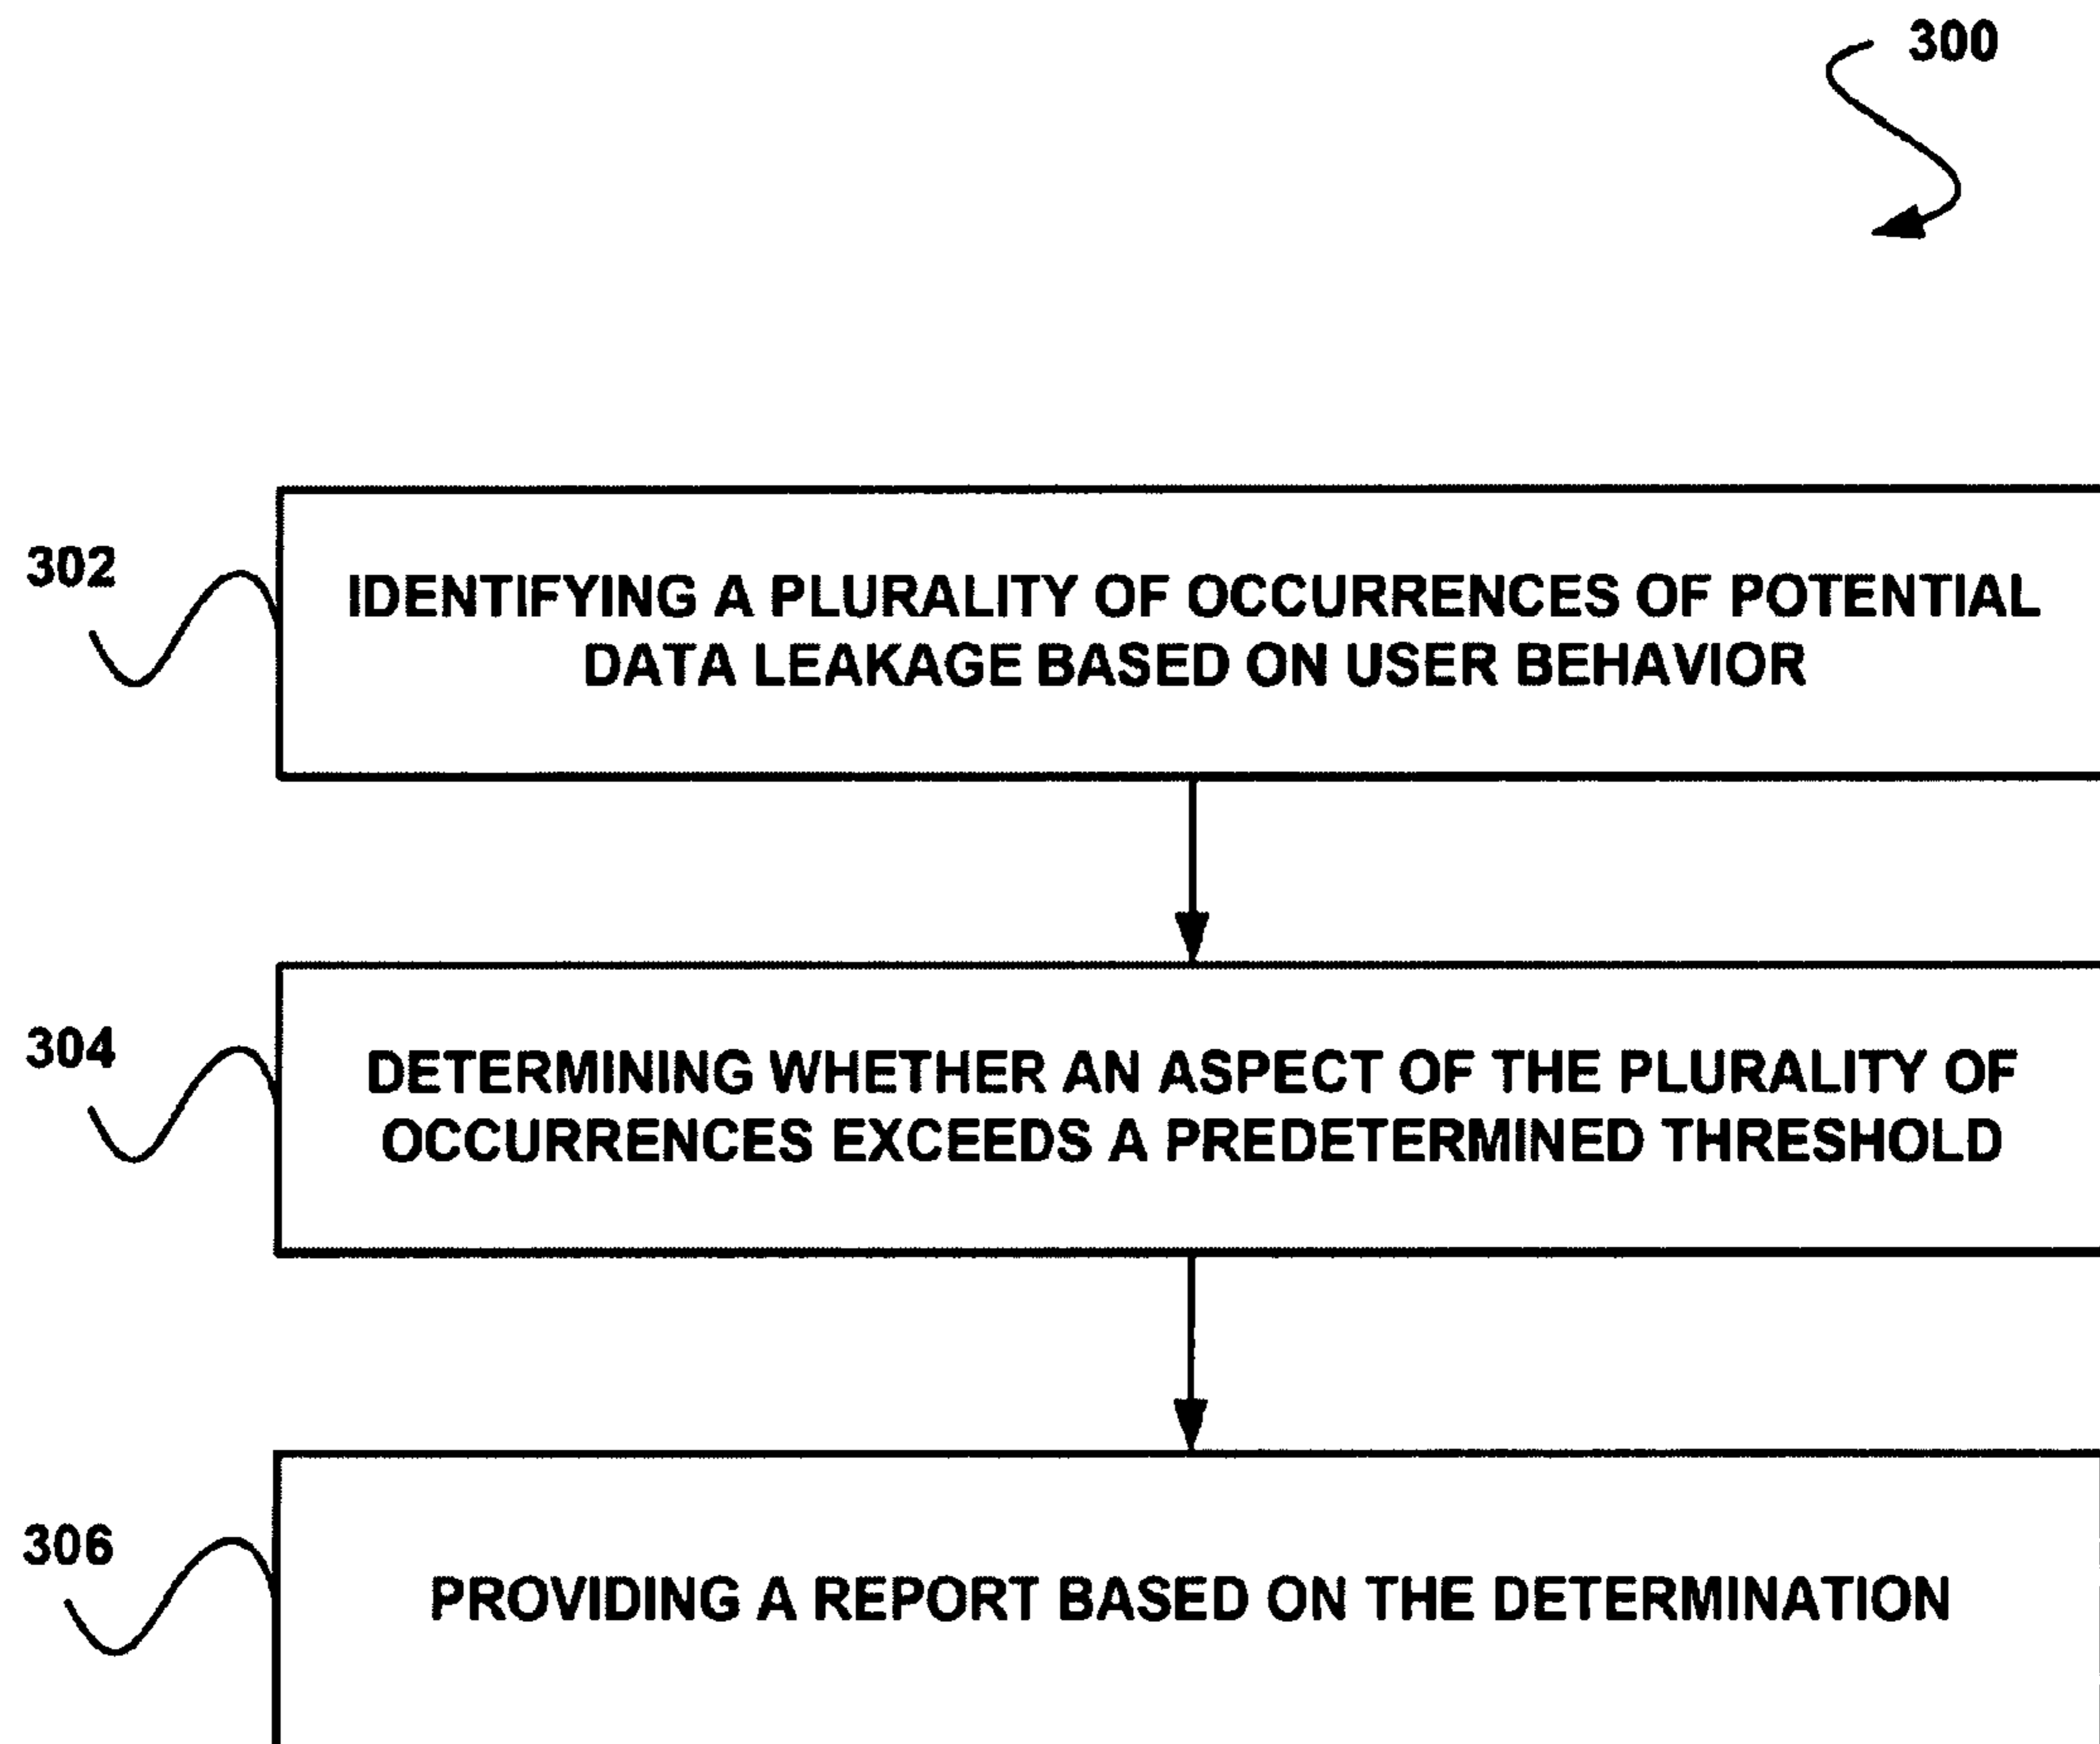 300
302
IDENTIFYING A PLURALITY OF OCCURRENCES OF POTENTIAL
DATA LEAKAGE BASED ON USER BEHAVIOR
304
DETERMINING WHETHER AN ASPECT OF THE PLURALITY OF
OCCURRENCES EXCEEDS A PREDETERMINED THRESHOLD
306
PROVIDING A REPORT BASED ON THE DETERMINATION